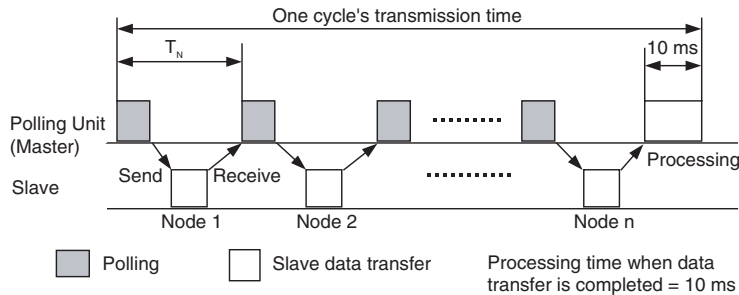 One cycle's transmission time
T_N
10 ms
Polling Unit
(Master)
Send
Receive
Processing
Slave
Node 1
Node 2
Node n
Polling
Slave data transfer
Processing time when data
transfer is completed = 10 ms